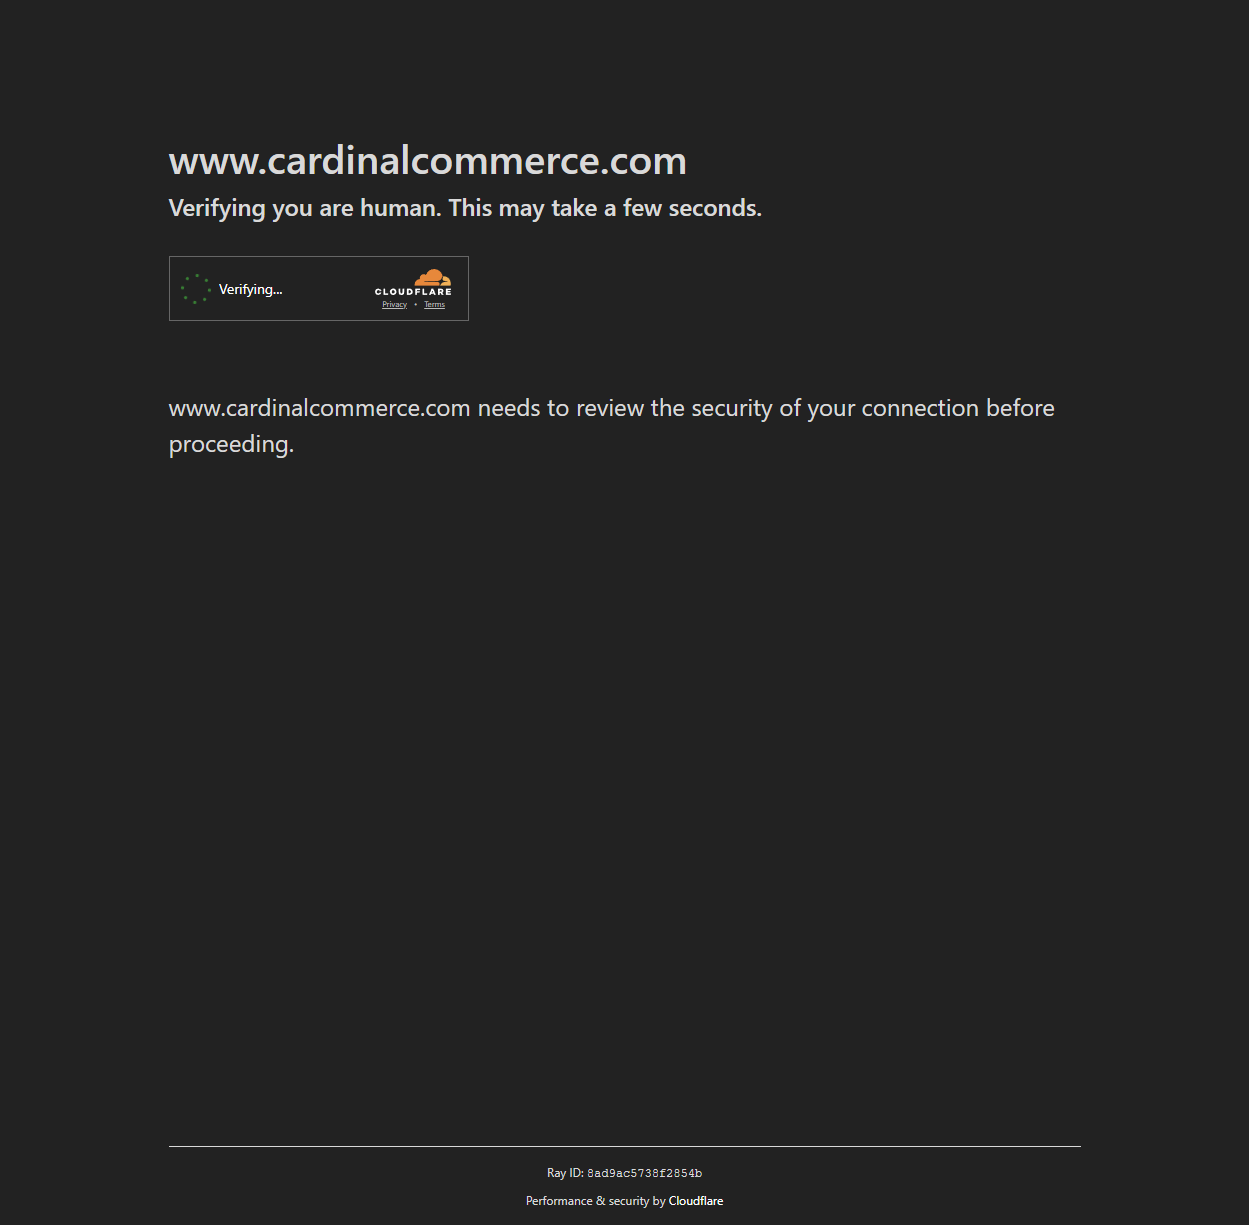 www.cardinalcommerce.com
Verifying you are human. This may take a few seconds.
Verifying...
CLOUDFLARE
Privacy • Terms
www.cardinalcommerce.com needs to review the security of your connection before
proceeding.
Ray ID: 8ad9ac5738f2854b
Performance & security by Cloudflare